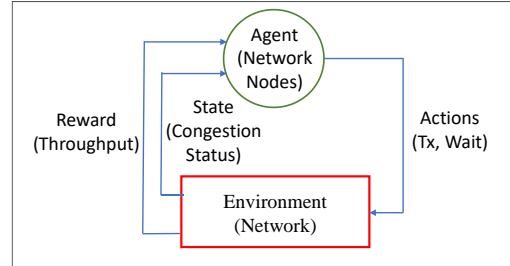 Agent
(Network
Nodes)
State
(Congestion
Status)
Reward
(Throughput)
Actions
(Tx, Wait)
Environment
(Network)